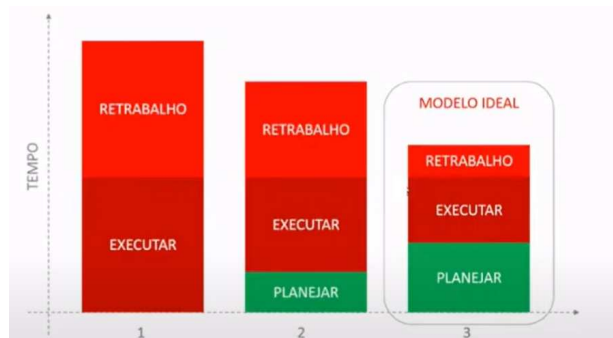 TEMPO
RETRABALHO
EXECUTAR
1
RETRABALHO
EXECUTAR
PLANEJAR
2
MODELO IDEAL
RETRABALHO
EXECUTAR
PLANEJAR
3